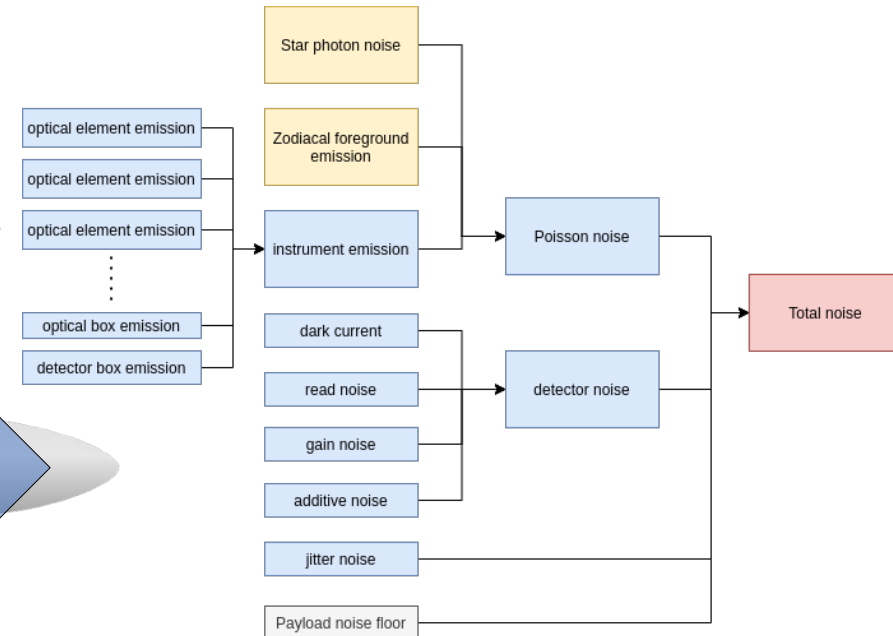 Star photon noise
Zodiacal foreground
emission
optical element emission
optical element emission
optical element emission
optical box emission
detector box emission
instrument emission
dark current
read noise
gain noise
additive noise
jitter noise
Payload noise floor
Poisson noise
detector noise
Total noise